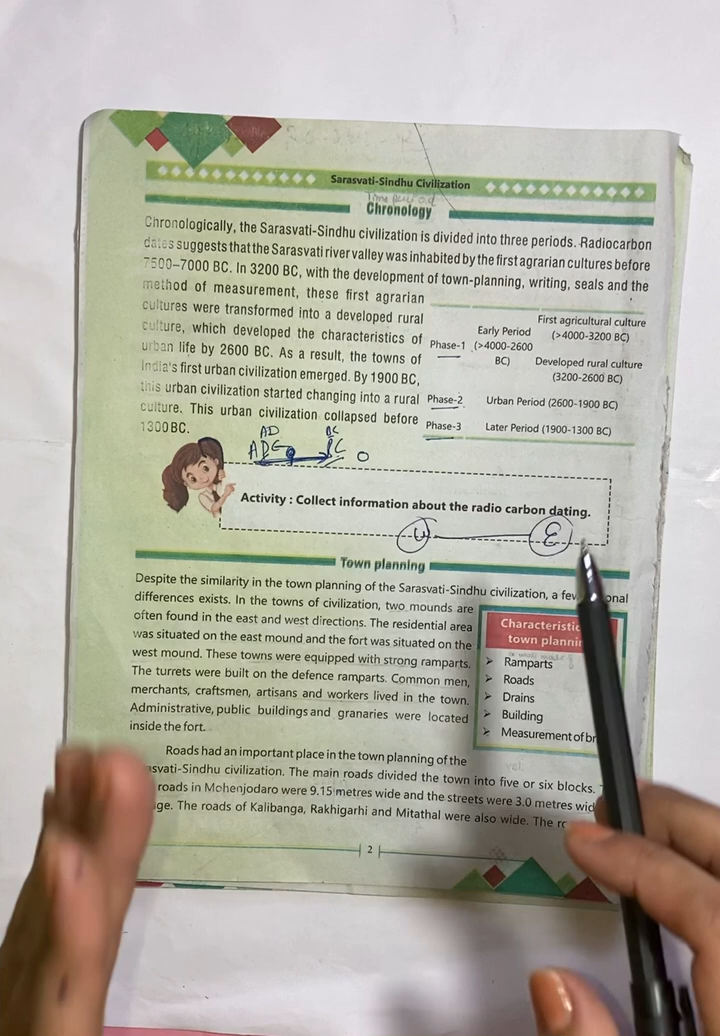 Sarasvati-Sindhu Civilization
Time period
Chronology
Chronologically, the Sarasvati-Sindhu civilization is divided into three periods. Radiocarbon
dates suggests that the Sarasvati river valley was inhabited by the first agrarian cultures before
7500–7000 BC. In 3200 BC, with the development of town-planning, writing, seals and the
method of measurement, these first agrarian
cultures were transformed into a developed rural
culture, which developed the characteristics of
urban life by 2600 BC. As a result, the towns of
India's first urban civilization emerged. By 1900 BC,
this urban civilization started changing into a rural
culture. This urban civilization collapsed before
1300 BC.
Phase-1
Early Period
(>4000-2600
BC)
First agricultural culture
(>4000-3200 BC)
Developed rural culture
(3200-2600 BC)
Phase-2 Urban Period (2600-1900 BC)
Phase-3 Later Period (1900-1300 BC)
AD BC
BC 0
Activity : Collect information about the radio carbon dating.
W E
Town planning
Despite the similarity in the town planning of the Sarasvati-Sindhu civilization, a few onal
differences exists. In the towns of civilization, two mounds are
often found in the east and west directions. The residential area
was situated on the east mound and the fort was situated on the
west mound. These towns were equipped with strong ramparts.
The turrets were built on the defence ramparts. Common men,
merchants, craftsmen, artisans and workers lived in the town.
Administrative, public buildings and granaries were located
inside the fort.
Characteristic
town planni
➤ Ramparts
➤ Roads
➤ Drains
➤ Building
➤ Measurement of br
Roads had an important place in the town planning of the
asvati-Sindhu civilization. The main roads divided the town into five or six blocks.
roads in Mohenjodaro were 9.15 metres wide and the streets were 3.0 metres wid
ge. The roads of Kalibanga, Rakhigarhi and Mitathal were also wide. The ro
2